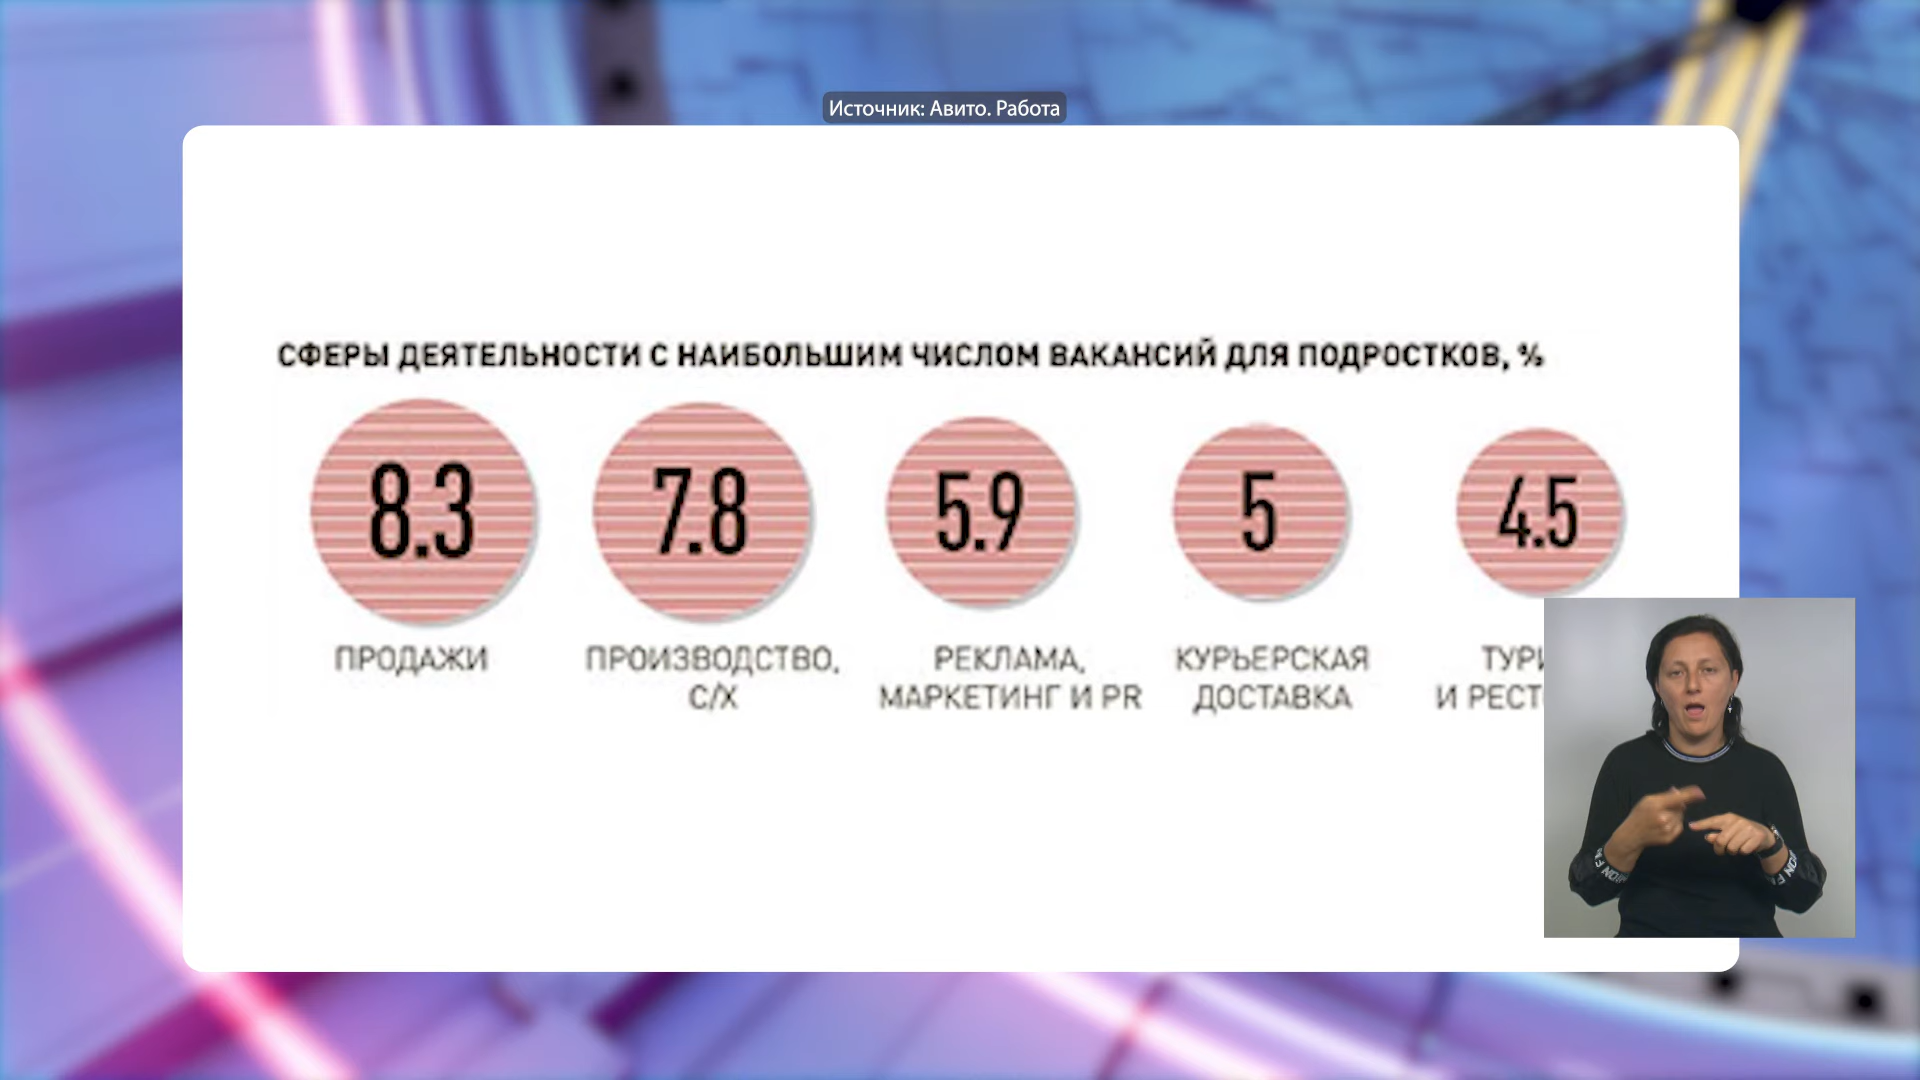 Источник: Авито. Работа
СФЕРЫ ДЕЯТЕЛЬНОСТИ С НАИБОЛЬШИМ ЧИСЛОМ ВАКАНСИЙ ДЛЯ ПОДРОСТКОВ, %
8.3 7.8 5.9 5 4.5
ПРОДАЖИ ПРОИЗВОДСТВО, РЕКЛАМА, КУРЬЕРСКАЯ
С/Х МАРКЕТИНГ И PR ДОСТАВКА И